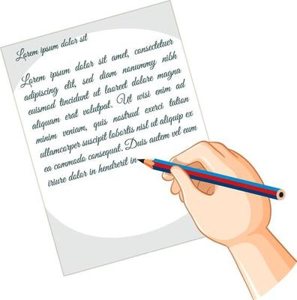 Lorem ipsum dolor sit
Lorem ipsum dolor sit amet, consectetuer
adipiscing elit, sed diam nonummy nibh
euismod tincidunt ut laoreet dolore magna
aliquam erat volutpat. Ut wisi enim ad
minim veniam, quis nostrud exerci tation
ullamcorper suscipit lobortis nisl ut aliquip ex
ea commodo consequat. Duis autem vel eum
iriure dolor in hendrerit in